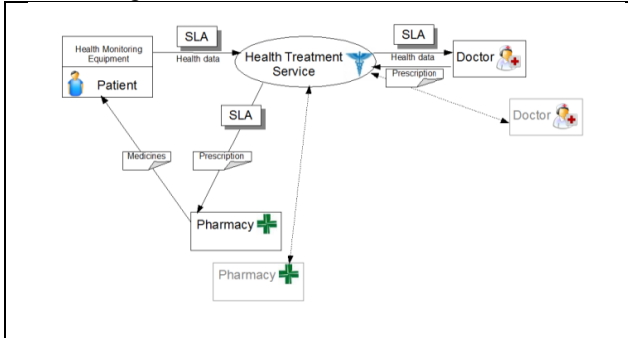 SLA
SLA
Health Monitoring
Equipment
Health data
Health Treatment
Service
Health data
Doctor
Patient
Prescription
Doctor
SLA
Medicines
Prescription
Pharmacy
Pharmacy